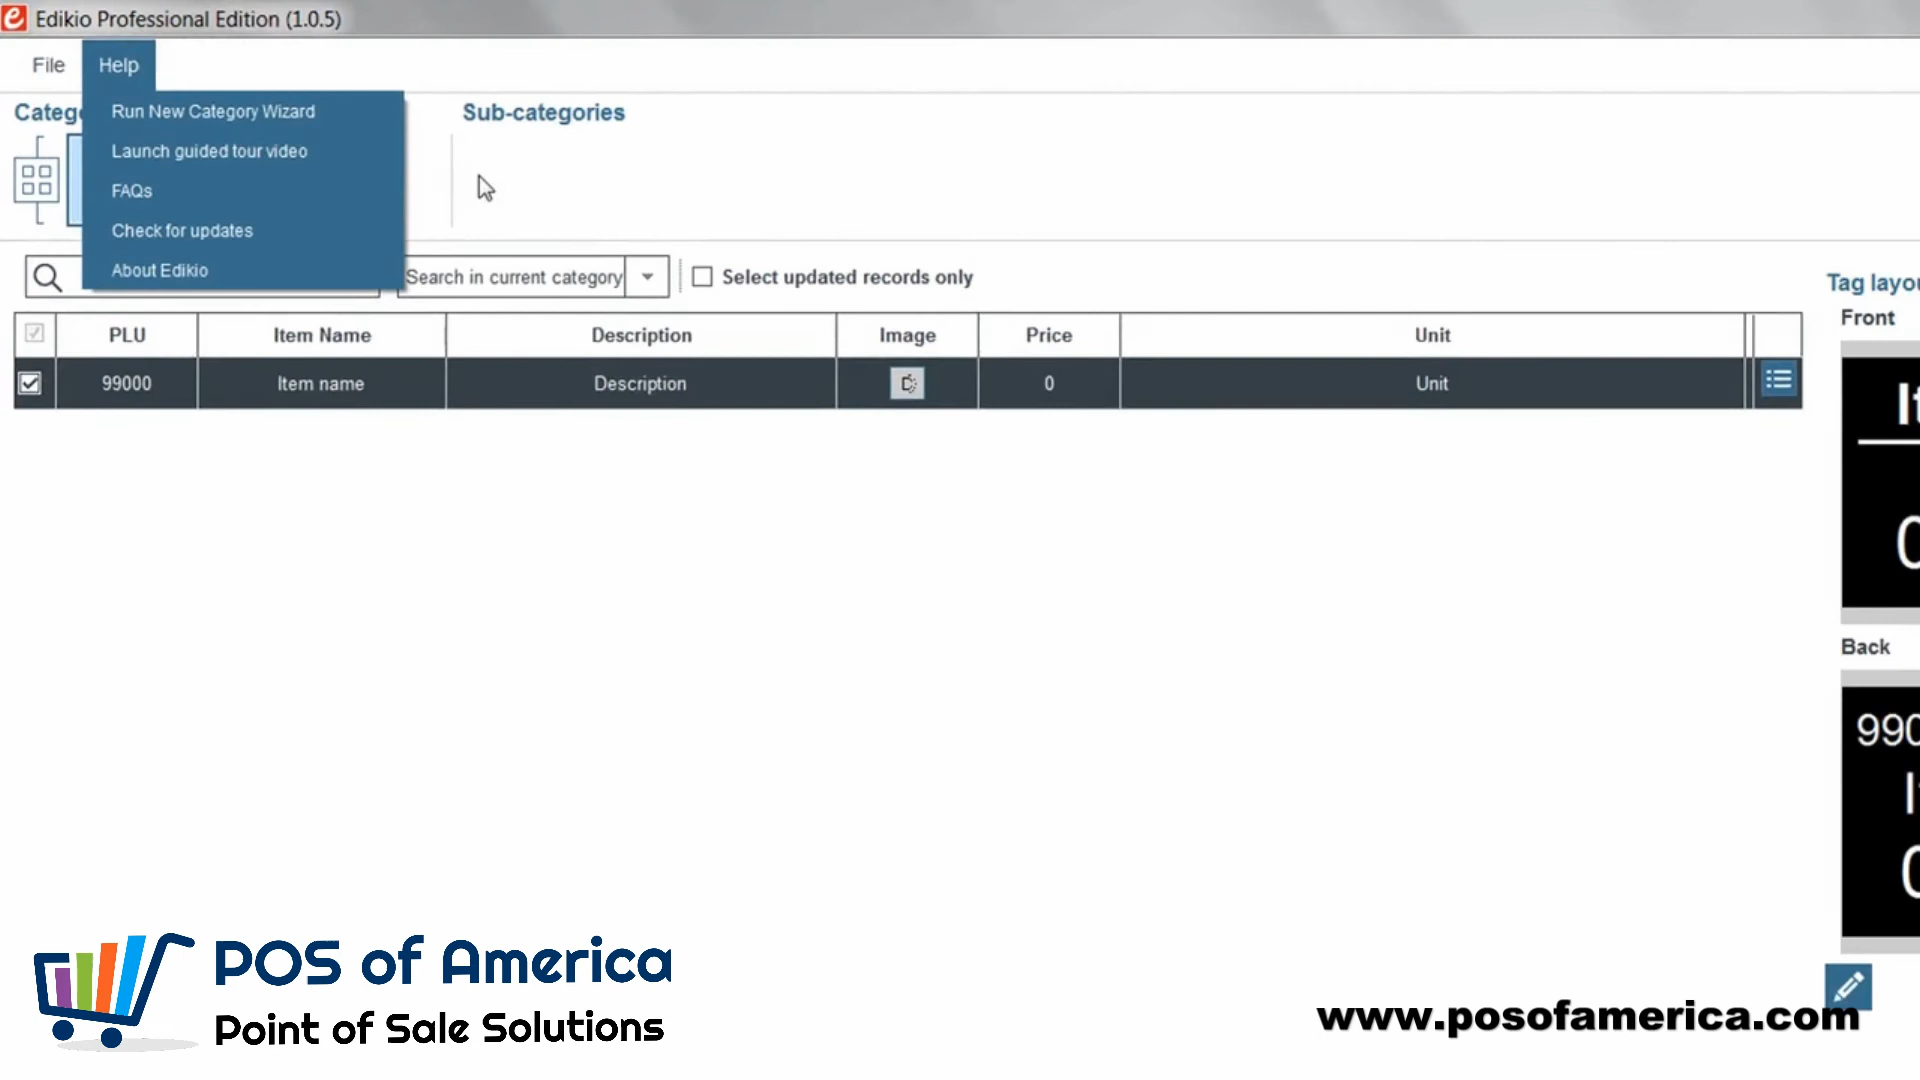 Edikio Professional Edition (1.0.5)
File Help
Run New Category Wizard
Launch guided tour video
FAQs
Check for updates
About Edikio
Sub-categories
Search in current category
Select updated records only
PLU Item Name Description Image Price Unit
99000 Item name Description 0 Unit
Front
Back
POS of America
Point of Sale Solutions
www.posofamerica.com